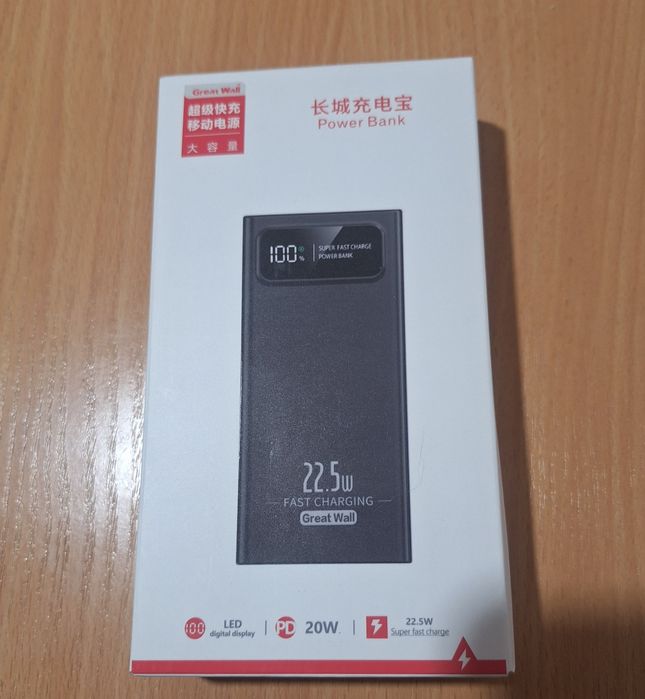 Great Wall
超级快充
移动电源
大容量
长城充电宝
Power Bank
100%
SUPER FAST CHARGE
POWER BANK
22.5W
FAST CHARGING
Great Wall
100
LED
digital display
PD
20W.
22.5W
Super fast charge